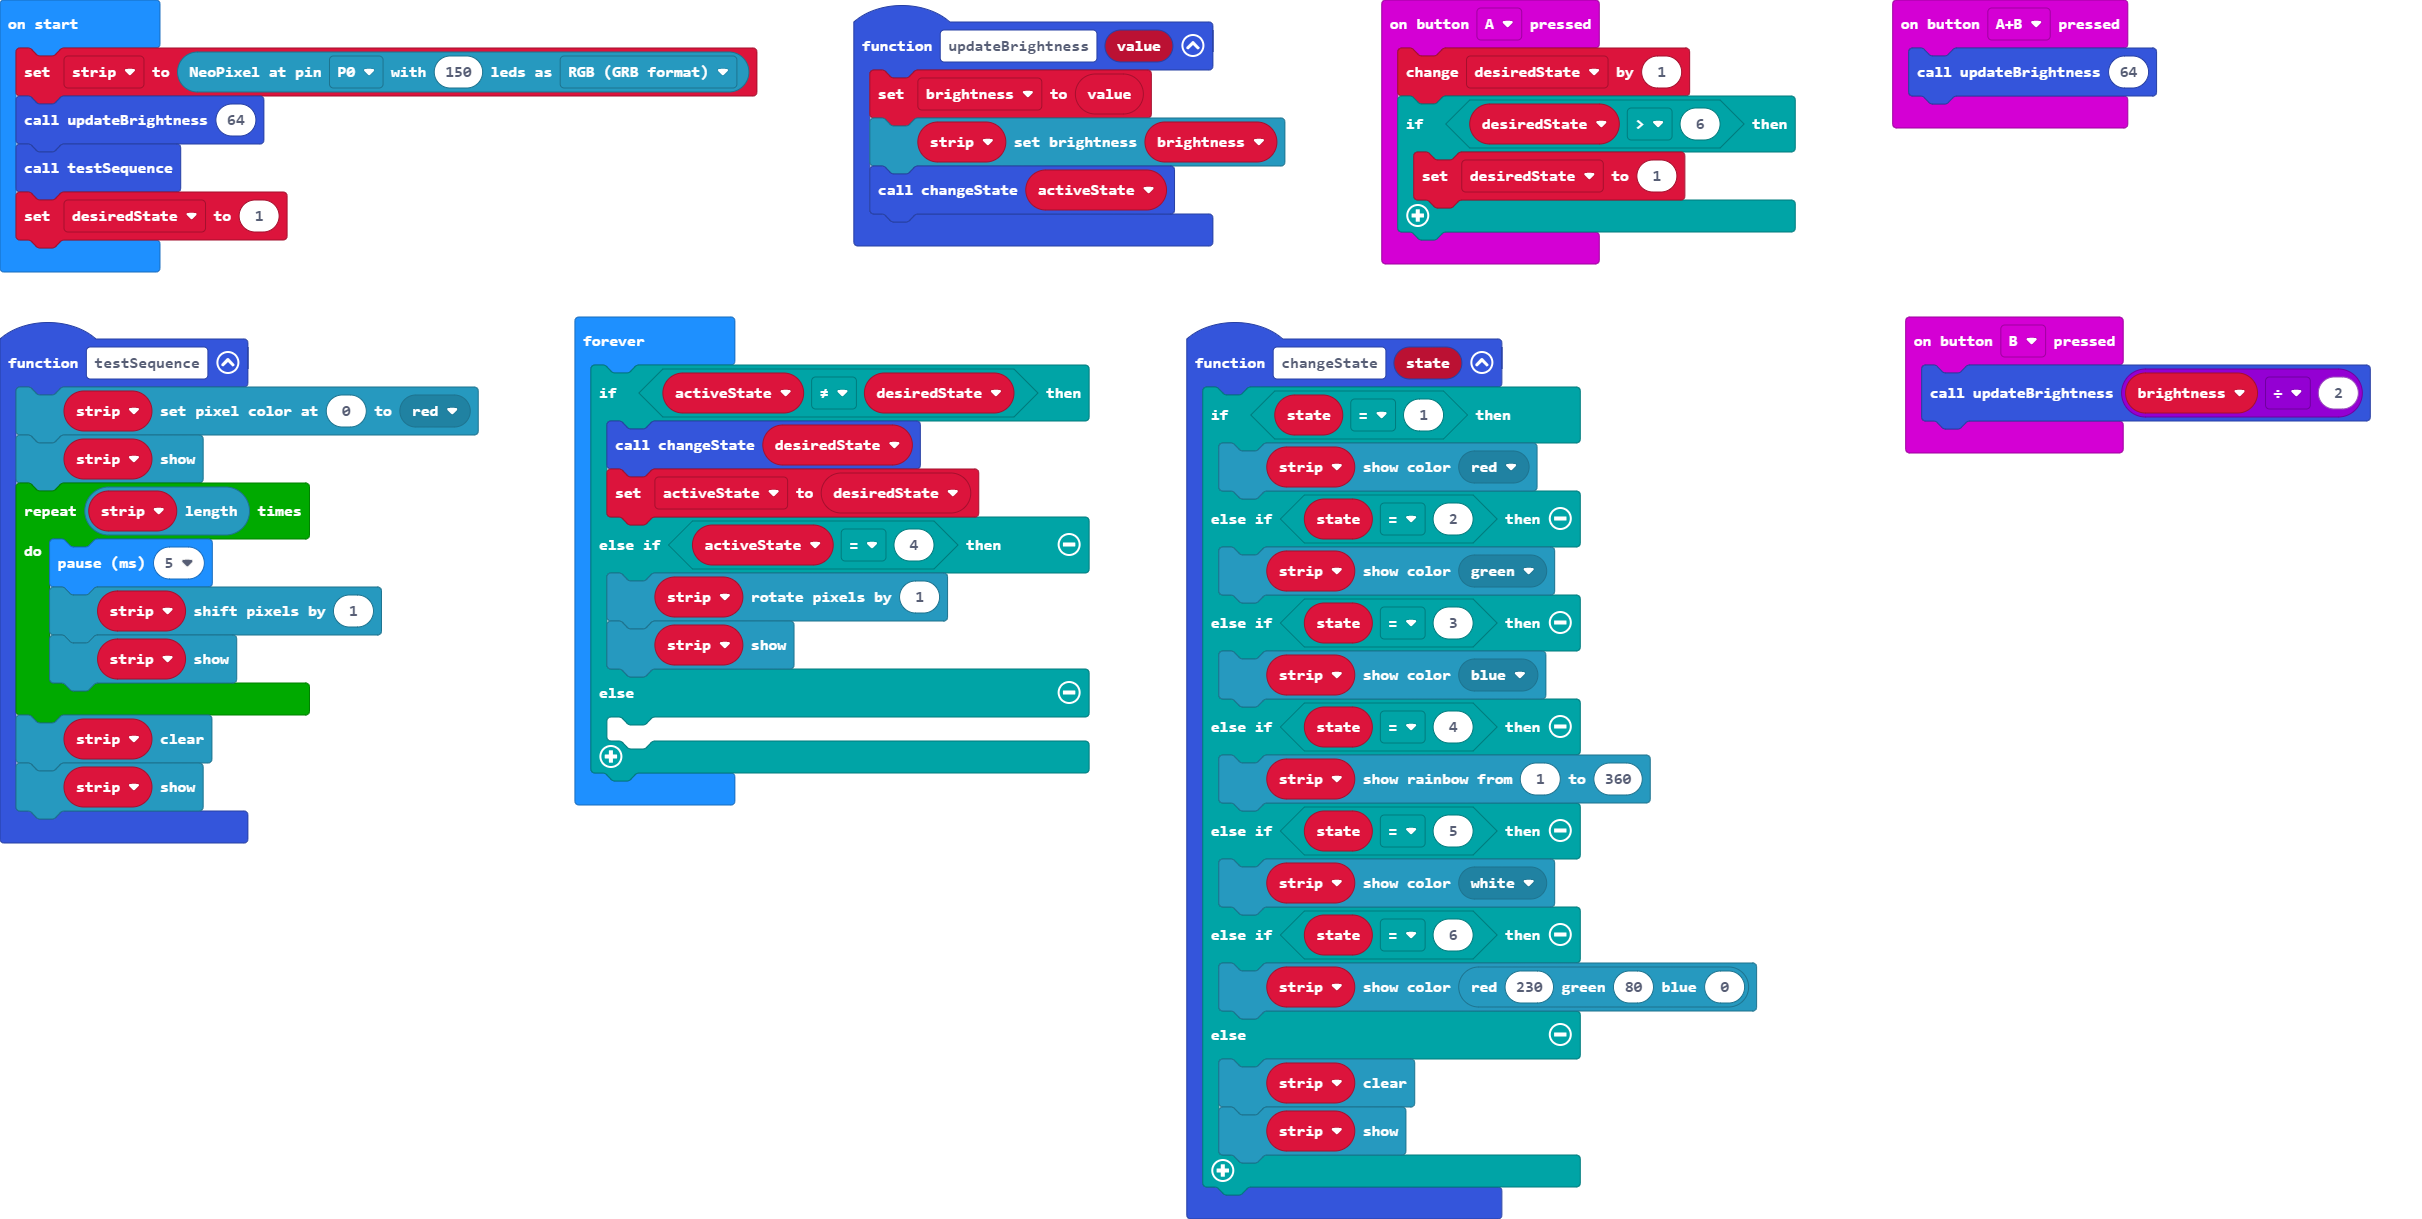 on start
set strip to NeoPixel at pin P0 with 150 leds as RGB (GRB format)
call updateBrightness 64
call testSequence
set desiredState to 1
function updateBrightness value
set brightness to value
strip set brightness brightness
call changeState activeState
on button A pressed
change desiredState by 1
if desiredState > 6 then
set desiredState to 1
on button A+B pressed
call updateBrightness 64
function testSequence
strip set pixel color at 0 to red
strip show
repeat strip length times
do
pause (ms) 5
strip shift pixels by 1
strip show
strip clear
strip show
forever
if activeState ≠ desiredState then
call changeState desiredState
set activeState to desiredState
else if activeState = 4 then
strip rotate pixels by 1
strip show
else
function changeState state
if state = 1 then
strip show color red
else if state = 2 then
strip show color green
else if state = 3 then
strip show color blue
else if state = 4 then
strip show rainbow from 1 to 360
else if state = 5 then
strip show color white
else if state = 6 then
strip show color red 230 green 80 blue 0
else
strip clear
strip show
on button B pressed
call updateBrightness brightness ÷ 2